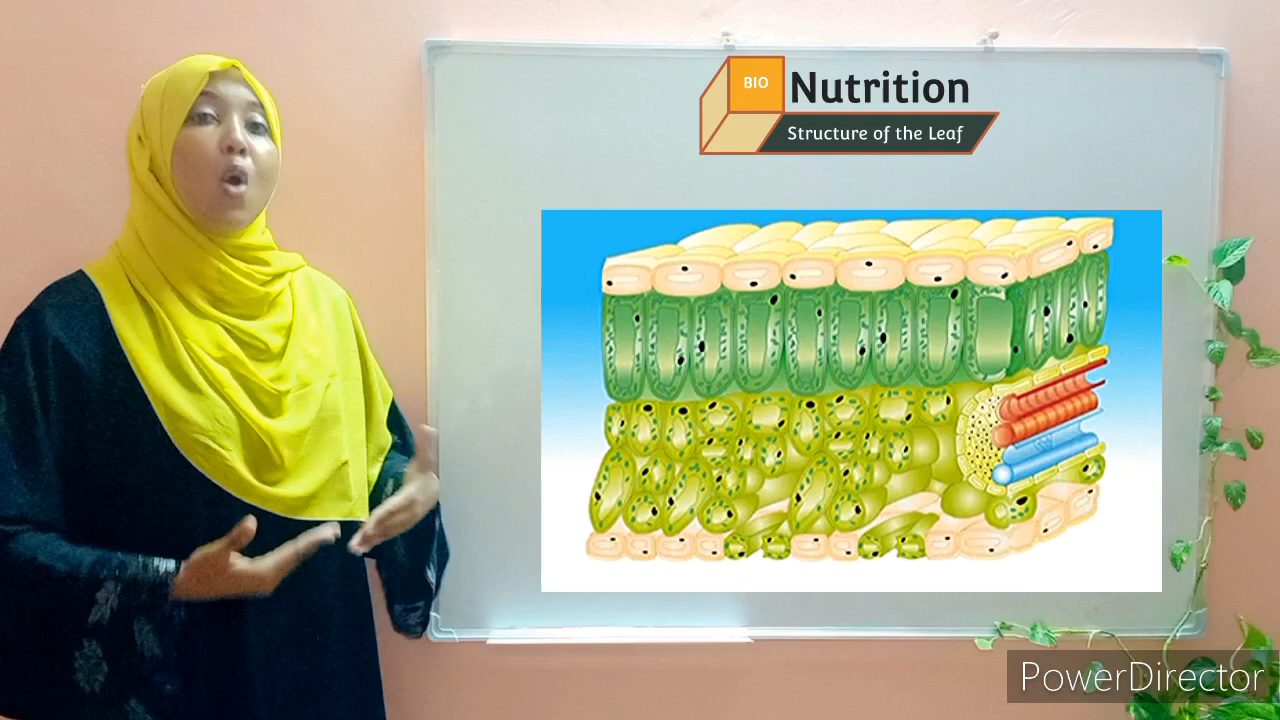 BIO
Nutrition
Structure of the Leaf
PowerDirector